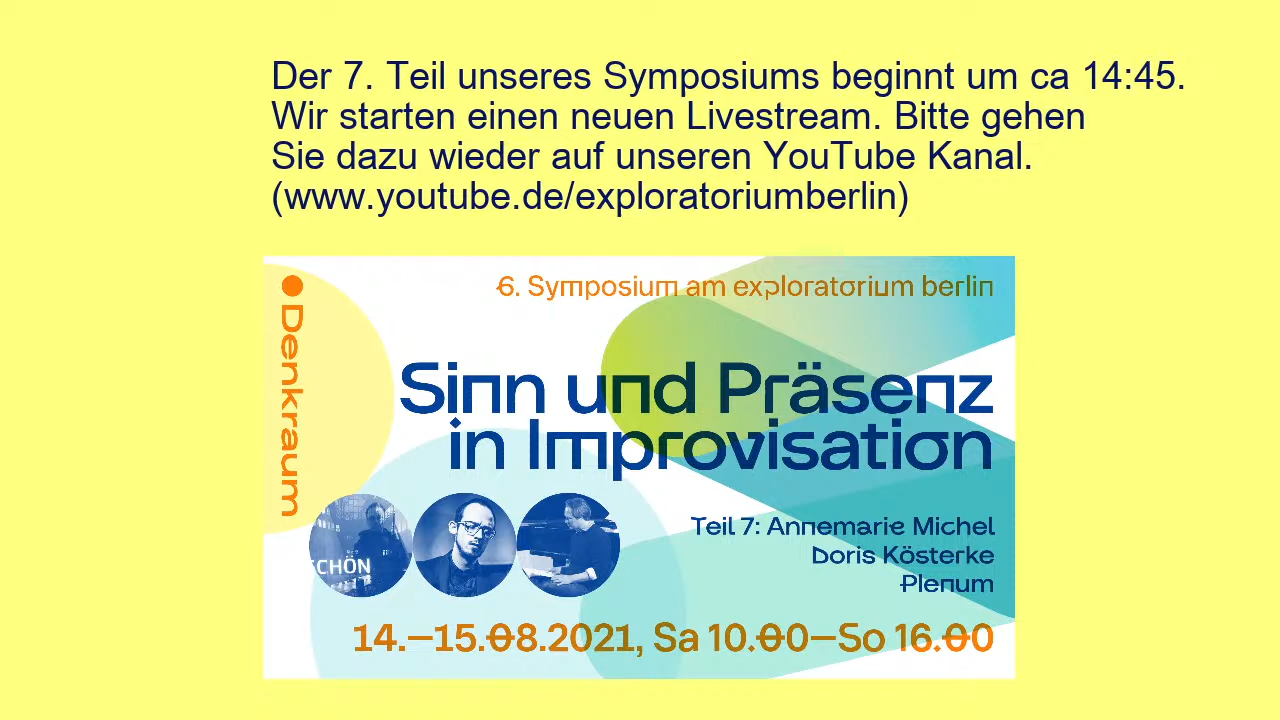 Der 7. Teil unseres Symposiums beginnt um ca 14:45.
Wir starten einen neuen Livestream. Bitte gehen
Sie dazu wieder auf unseren YouTube Kanal.
(www.youtube.de/exploratoriumberlin)
Denkraum
6. Symposium am exploratorium berlin
Sinn und Präsenz
in Improvisation
SCHÖN
Teil 7: Annemarie Michel
Doris Kösterke
Plenum
14.–15.08.2021, Sa 10.00–So 16.00